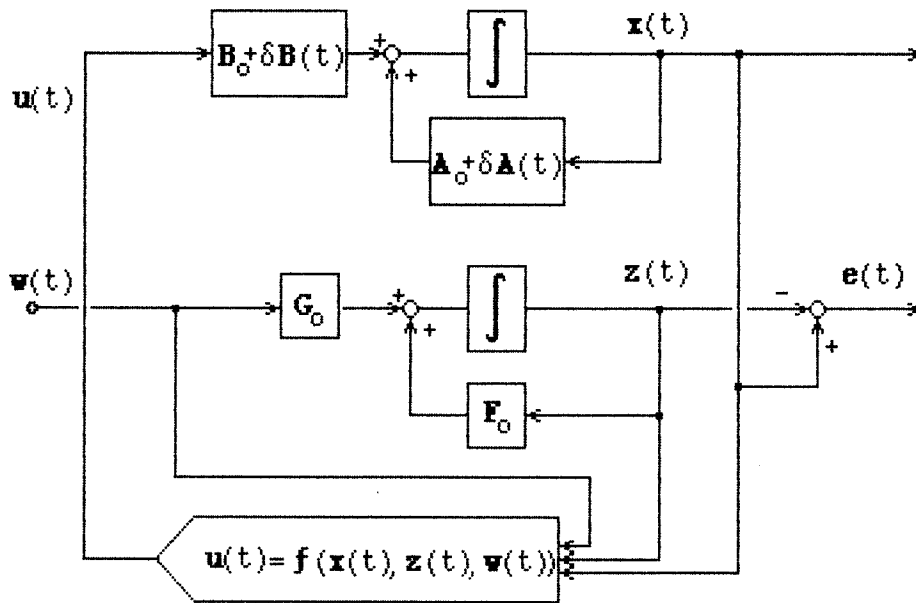 x(t)
+
B₀+δB(t)
∫
+
u(t)
A₀+δA(t)
w(t)
z(t)
e(t)
+
-
G₀
∫
+
+
F₀
u(t)=f(x(t),z(t),w(t))